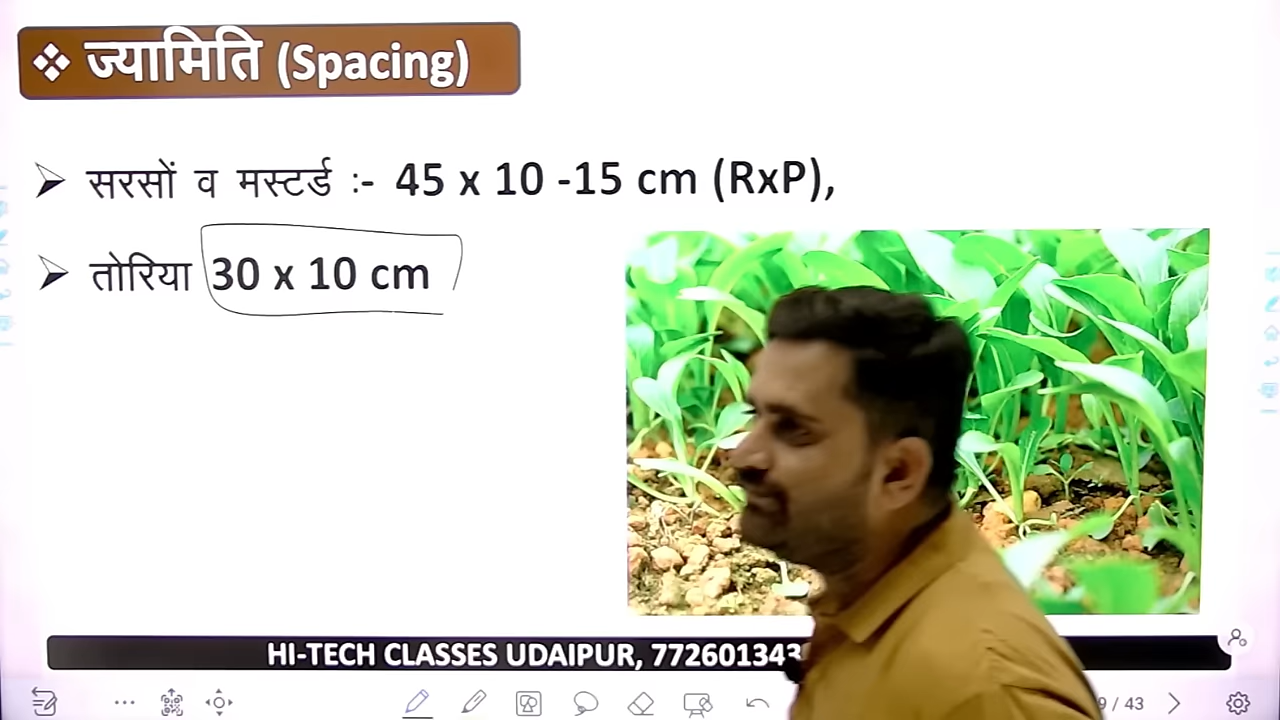 ❖ ज्यामिति (Spacing)
➤ सरसों व मस्टर्ड :- 45 x 10 -15 cm (RxP),
➤ तोरिया 30 x 10 cm
HI-TECH CLASSES UDAIPUR, 772601343
9 / 43